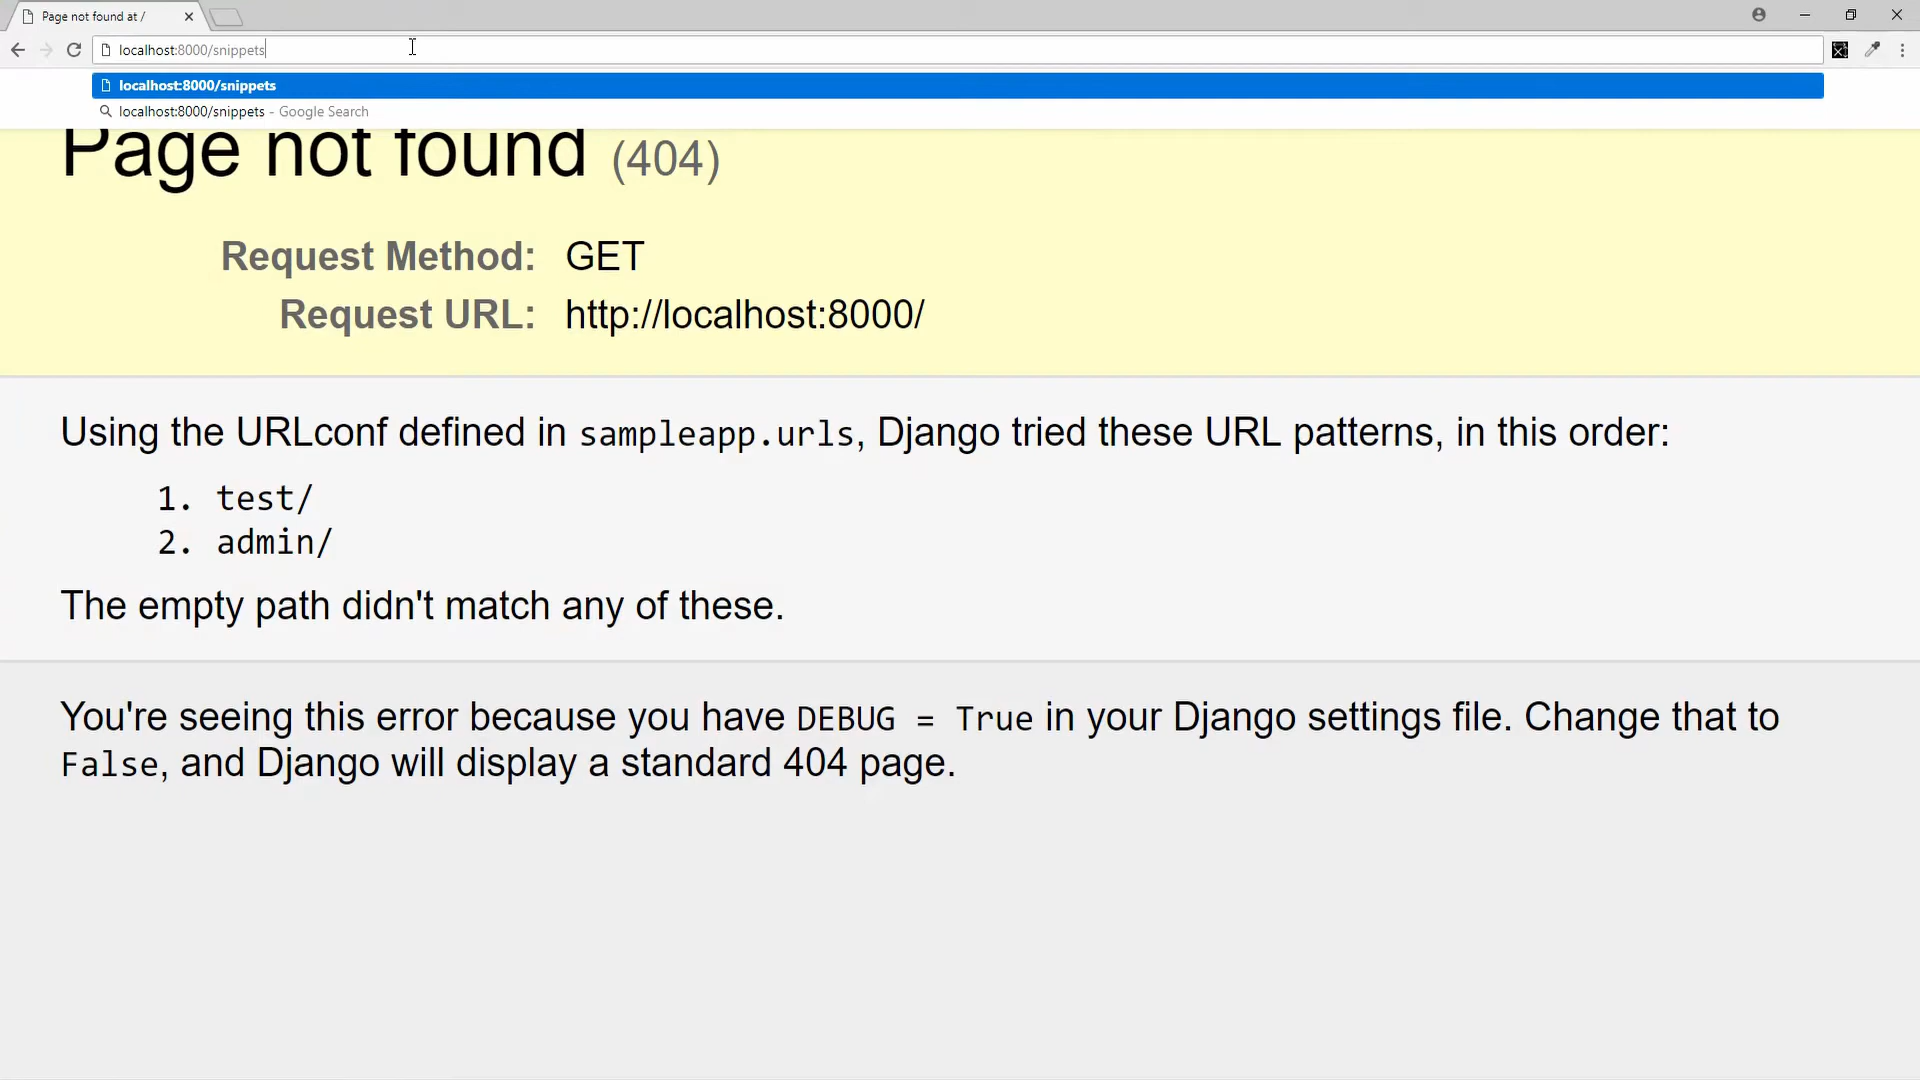 Page not found at /
localhost:8000/snippets
localhost:8000/snippets
localhost:8000/snippets - Google Search
Page not found (404)
Request Method: GET
Request URL: http://localhost:8000/
Using the URLconf defined in sampleapp.urls, Django tried these URL patterns, in this order:
1. test/
2. admin/
The empty path didn't match any of these.
You're seeing this error because you have DEBUG = True in your Django settings file. Change that to
False, and Django will display a standard 404 page.